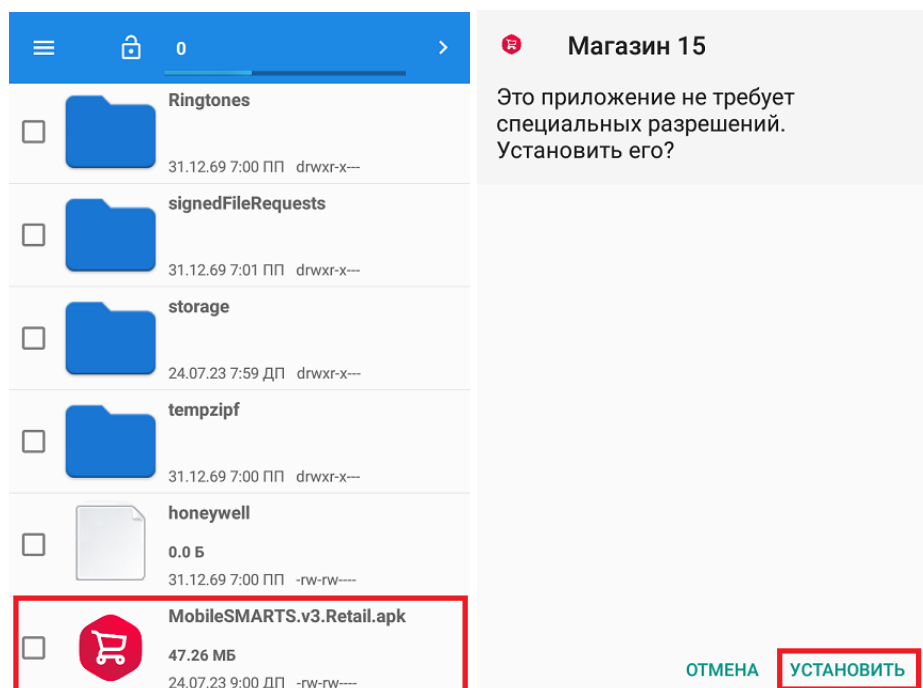 0
Ringtones
31.12.69 7:00 ПП drwxr-x---
signedFileRequests
31.12.69 7:01 ПП drwxr-x---
storage
24.07.23 7:59 ДП drwxr-x---
tempzipf
31.12.69 7:00 ПП drwxr-x---
honeywell
0.0 Б
31.12.69 7:00 ПП -rw-rw----
MobileSMARTS.v3.Retail.apk
47.26 МБ
24.07.23 9:00 ДП -rw-rw----
Магазин 15
Это приложение не требует
специальных разрешений.
Установить его?
ОТМЕНА УСТАНОВИТЬ